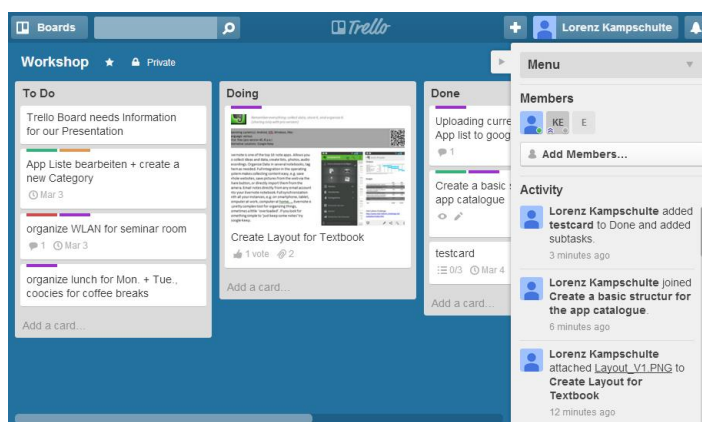 Boards
Trello
Lorenz Kampschulte
Workshop
Private
To Do
Trello Board needs Information
for our Presentation
App Liste bearbeiten + create a
new Category
Mar 3
organize WLAN for seminar room
1 Mar 3
organize lunch for Mon. + Tue.,
coocies for coffee breaks
Add a card...
Doing
Create Layout for Textbook
1 vote 2
Add a card...
Done
Uploading curre
App list to goog
1
Create a basic s
app catalogue
testcard
0/3 Mar 4
Add a card...
Menu
Members
KE E
Add Members...
Activity
Lorenz Kampschulte added
testcard to Done and added
subtasks.
3 minutes ago
Lorenz Kampschulte joined
Create a basic structur for
the app catalogue.
6 minutes ago
Lorenz Kampschulte
attached Layout_V1.PNG to
Create Layout for
Textbook
12 minutes ago